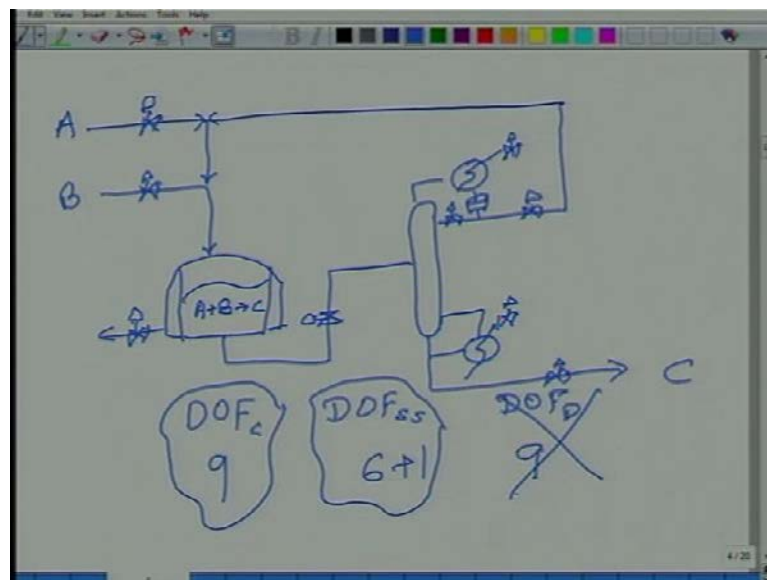 Edit View Insert Actions Tools Help
B I
A
B
A+B→C
C
DOFc
9
DOFss
6+1
DOFD
9
4/20